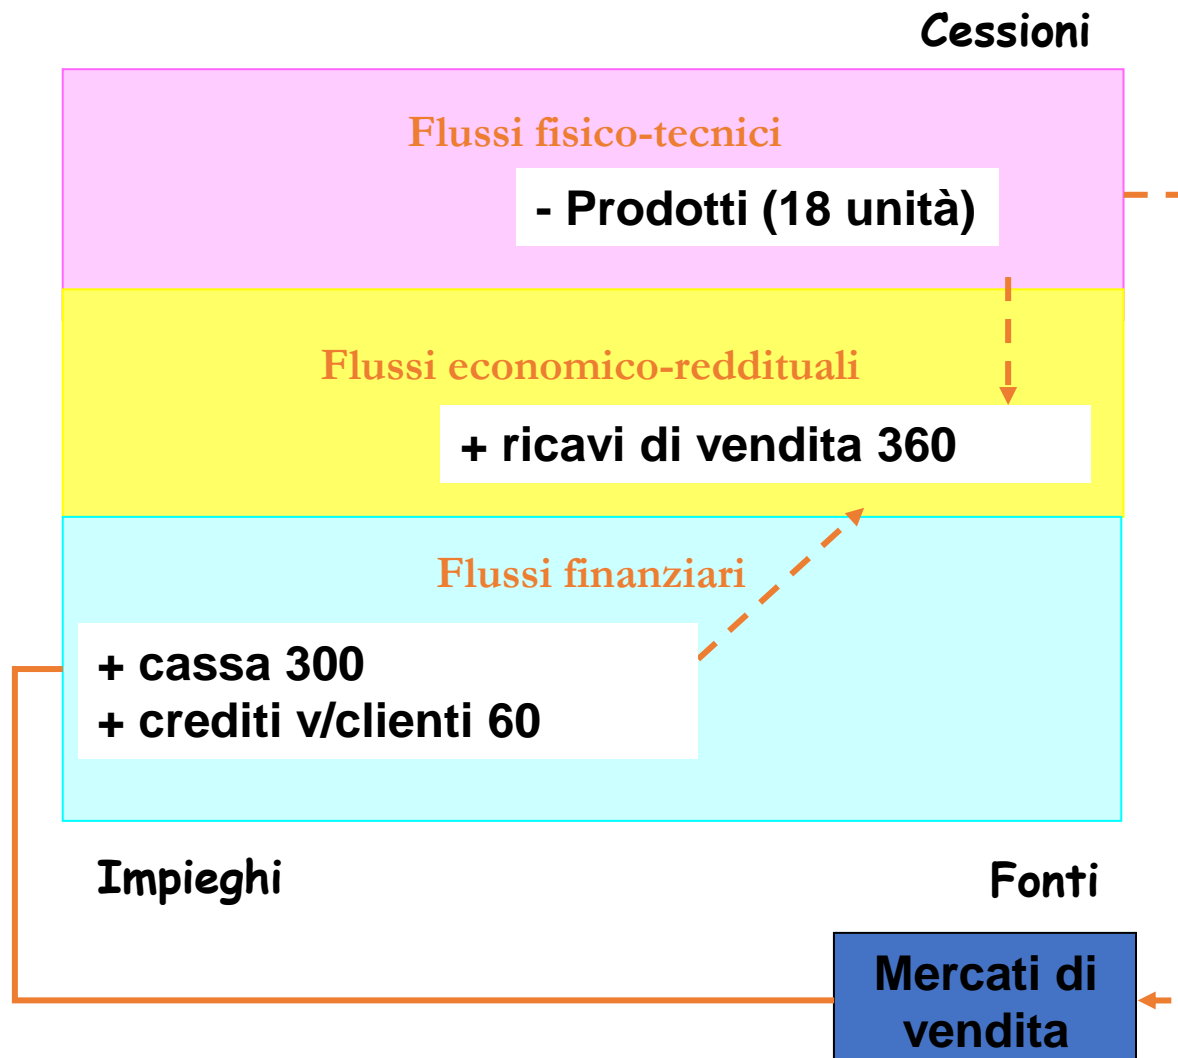 Cessioni
Flussi fisico-tecnici
- Prodotti (18 unità)
Flussi economico-reddituali
+ ricavi di vendita 360
Flussi finanziari
+ cassa 300
+ crediti v/clienti 60
Impieghi
Fonti
Mercati di
vendita